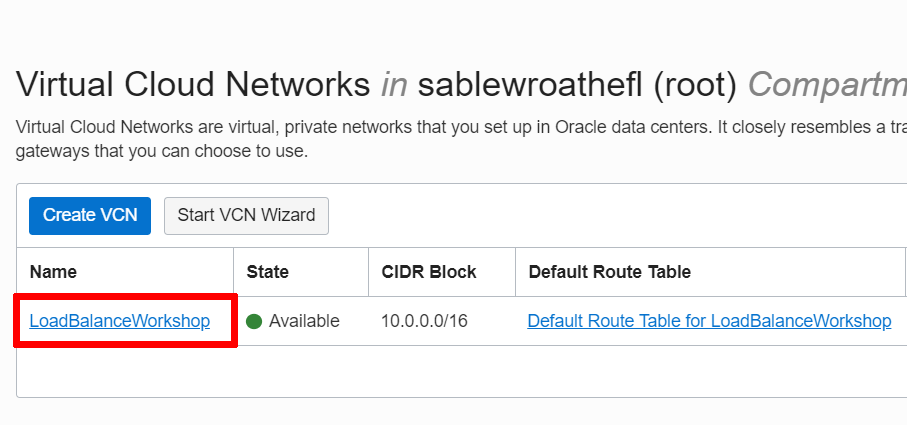 Virtual Cloud Networks in sablewroathefl (root) Compartm
Virtual Cloud Networks are virtual, private networks that you set up in Oracle data centers. It closely resembles a tra
gateways that you can choose to use.
Create VCN Start VCN Wizard
Name State CIDR Block Default Route Table
LoadBalanceWorkshop Available 10.0.0.0/16 Default Route Table for LoadBalanceWorkshop